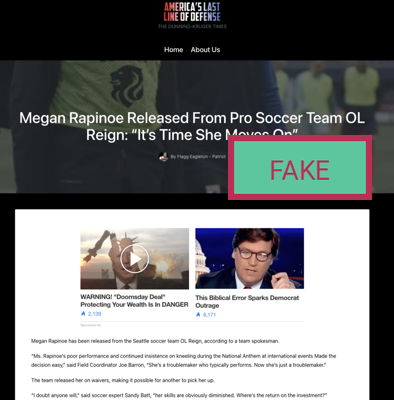 AMERICA'S LAST
LINE OF DEFENSE
THE DUNNING-KRUGER TIMES
Home About Us
Megan Rapinoe Released From Pro Soccer Team OL
Reign: “It’s Time She Moves On”
By Flagg Eagleton - Patriot
FAKE
WARNING! "Doomsday Deal"
Protecting Your Wealth Is In DANGER
2,139
This Biblical Error Sparks Democrat
Outrage
8,171
Megan Rapinoe has been released from the Seattle soccer team OL Reign, according to a team spokesman.
“Ms. Rapinoe's poor performance and continued insistence on kneeling during the National Anthem at international events Made the
decision easy,” said Field Coordinator Joe Barron, “She's a troublemaker who typically performs. Now she's just a troublemaker.”
The team released her on waivers, making it possible for another to pick her up.
“I doubt anyone will,” said soccer expert Sandy Batt, “her skills are obviously diminished. Where's the return on the investment?”